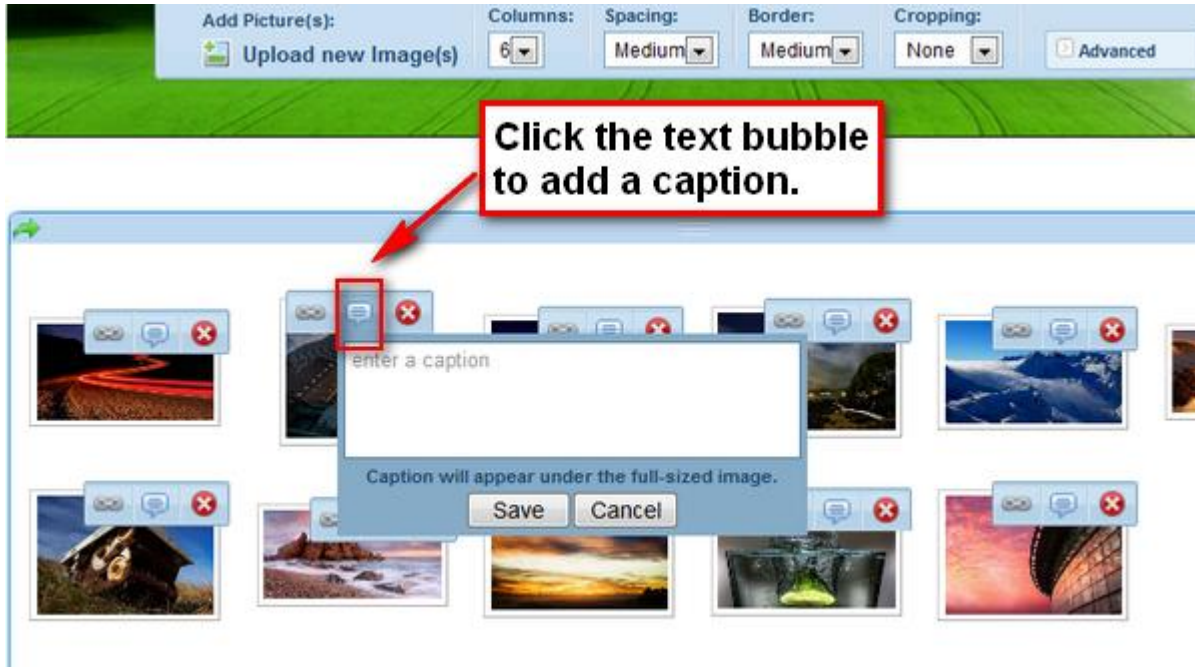 Add Picture(s):
Columns:
Spacing:
Border:
Cropping:
Upload new Image(s)
6
Medium
Medium
None
Advanced
Click the text bubble
to add a caption.
enter a caption
Caption will appear under the full-sized image.
Save
Cancel